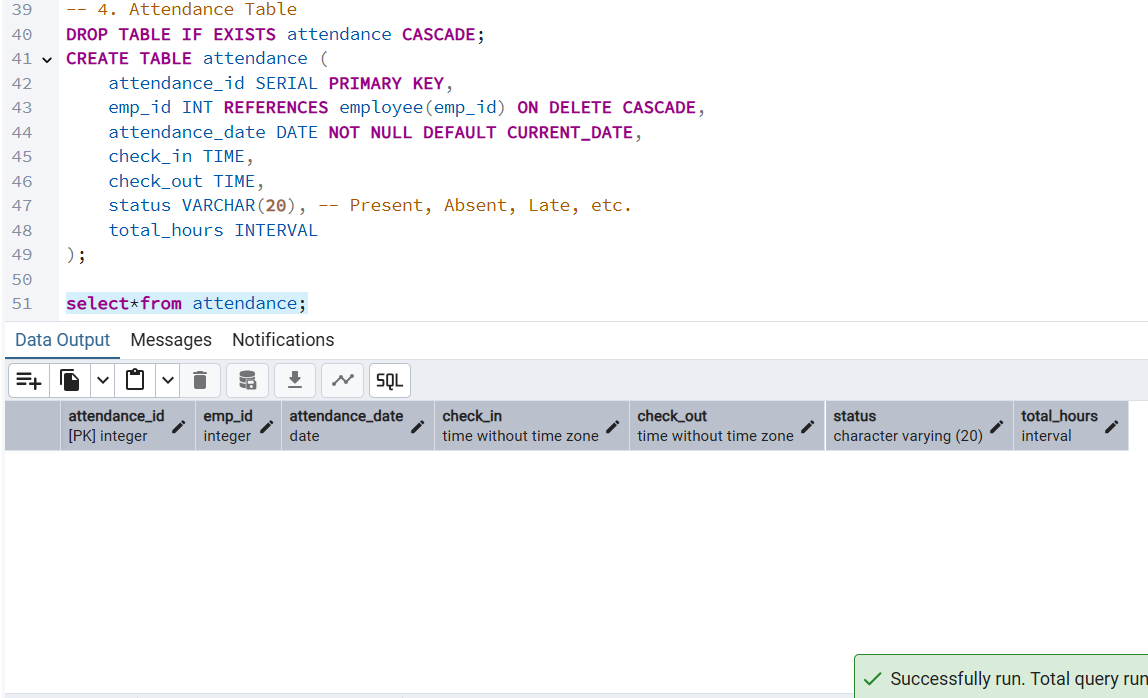 39 -- 4. Attendance Table
40 DROP TABLE IF EXISTS attendance CASCADE;
41 CREATE TABLE attendance (
42 attendance_id SERIAL PRIMARY KEY,
43 emp_id INT REFERENCES employee(emp_id) ON DELETE CASCADE,
44 attendance_date DATE NOT NULL DEFAULT CURRENT_DATE,
45 check_in TIME,
46 check_out TIME,
47 status VARCHAR(20), -- Present, Absent, Late, etc.
48 total_hours INTERVAL
49 );
50
51 select*from attendance;
Data Output Messages Notifications
SQL
attendance_id emp_id attendance_date check_in check_out status total_hours
[PK] integer integer date time without time zone time without time zone character varying (20) interval
Successfully run. Total query run